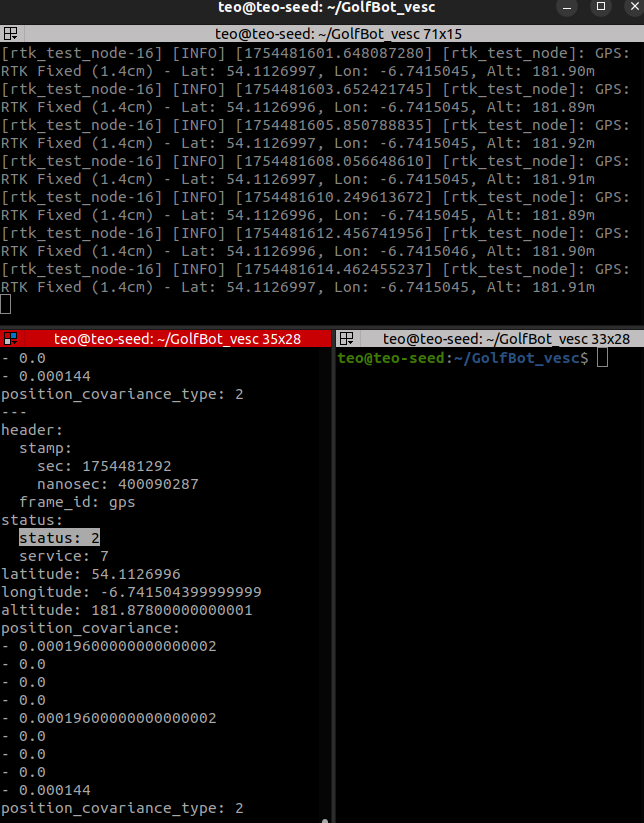 teo@teo-seed: ~/GolfBot_vesc
teo@teo-seed: ~/GolfBot_vesc 71x15
[rtk_test_node-16] [INFO] [1754481601.648087280] [rtk_test_node]: GPS:
RTK Fixed (1.4cm) - Lat: 54.1126997, Lon: -6.7415045, Alt: 181.90m
[rtk_test_node-16] [INFO] [1754481603.652421745] [rtk_test_node]: GPS:
RTK Fixed (1.4cm) - Lat: 54.1126996, Lon: -6.7415045, Alt: 181.89m
[rtk_test_node-16] [INFO] [1754481605.850788835] [rtk_test_node]: GPS:
RTK Fixed (1.4cm) - Lat: 54.1126997, Lon: -6.7415045, Alt: 181.92m
[rtk_test_node-16] [INFO] [1754481608.056648610] [rtk_test_node]: GPS:
RTK Fixed (1.4cm) - Lat: 54.1126997, Lon: -6.7415045, Alt: 181.91m
[rtk_test_node-16] [INFO] [1754481610.249613672] [rtk_test_node]: GPS:
RTK Fixed (1.4cm) - Lat: 54.1126996, Lon: -6.7415045, Alt: 181.89m
[rtk_test_node-16] [INFO] [1754481612.456741956] [rtk_test_node]: GPS:
RTK Fixed (1.4cm) - Lat: 54.1126996, Lon: -6.7415046, Alt: 181.90m
[rtk_test_node-16] [INFO] [1754481614.462455237] [rtk_test_node]: GPS:
RTK Fixed (1.4cm) - Lat: 54.1126997, Lon: -6.7415045, Alt: 181.91m
teo@teo-seed: ~/GolfBot_vesc 35x28
- 0.0
- 0.000144
position_covariance_type: 2
---
header:
  stamp:
    sec: 1754481292
    nanosec: 400090287
  frame_id: gps
status:
  status: 2
  service: 7
latitude: 54.1126996
longitude: -6.741504399999999
altitude: 181.87800000000001
position_covariance:
- 0.00019600000000000002
- 0.0
- 0.0
- 0.0
- 0.00019600000000000002
- 0.0
- 0.0
- 0.0
- 0.000144
position_covariance_type: 2
teo@teo-seed: ~/GolfBot_vesc 33x28
teo@teo-seed:~/GolfBot_vesc$